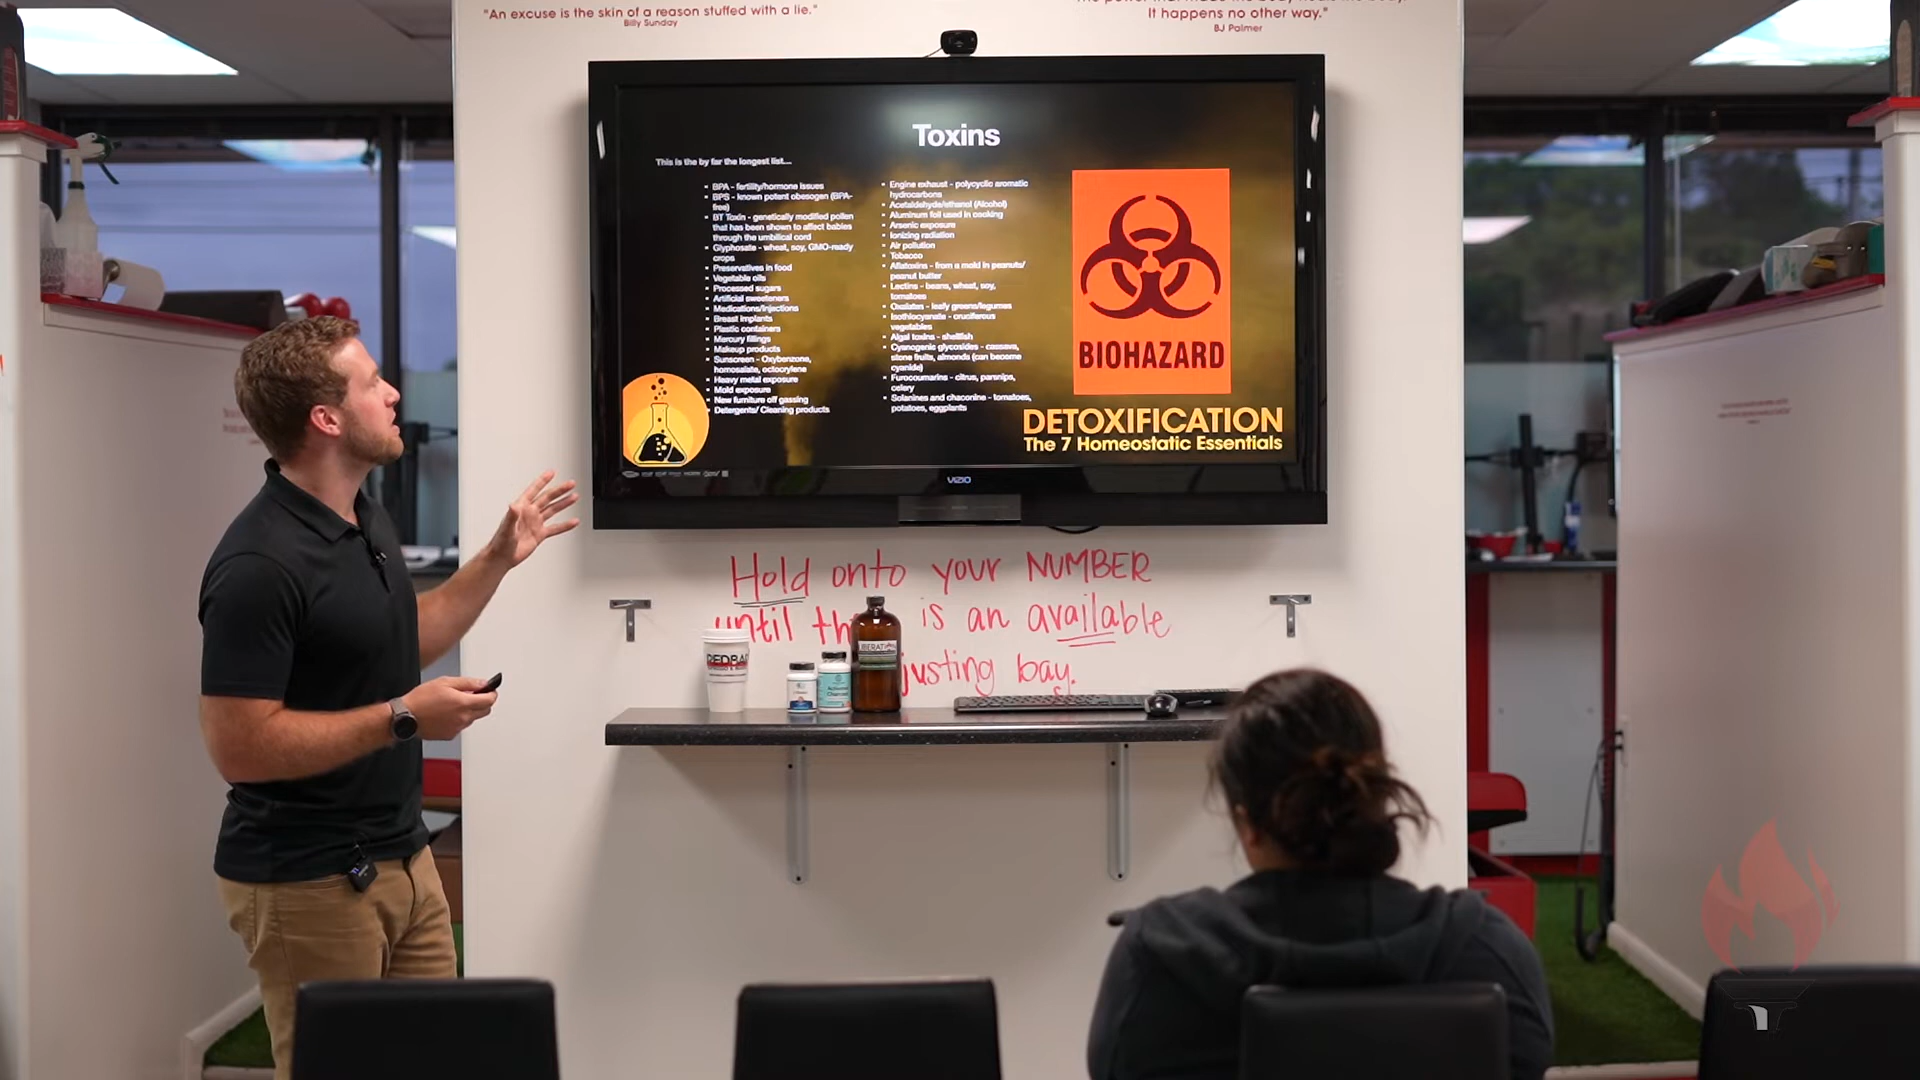 "An excuse is the skin of a reason stuffed with a lie."
Billy Sunday
It happens no other way."
BJ Palmer
Toxins
This is the by far the longest list....
BPA - fertility/hormone issues
BPS - known potent obesogen (BPA-
free)
BT Toxin - genetically modified pollen
that has been shown to affect babies
through the umbilical cord
Glyphosate - wheat, soy, GMO-ready
crops
Preservatives in food
Vegetable oils
Processed sugars
Artificial sweeteners
Medications/injections
Breast implants
Plastic containers
Mercury fillings
Makeup products
Sunscreen - Oxybenzone,
homosalate, octocrylene
Heavy metal exposure
Mold exposure
New furniture off gassing
Detergents/ Cleaning products
Engine exhaust - polycyclic aromatic
hydrocarbons
Acetaldehyde/ethanol (Alcohol)
Aluminum foil used in cooking
Arsenic exposure
Ionizing radiation
Air pollution
Tobacco
Aflatoxins - from a mold in peanuts/
peanut butter
Lectins - beans, wheat, soy,
tomatoes
Oxalates - leafy greens/legumes
Isothiocyanate - cruciferous
vegetables
Algal toxins - shellfish
Cyanogenic glycosides - cassava,
stone fruits, almonds (can become
cyanide)
Furocoumarins - citrus, parsnips,
celery
Solanines and chaconine - tomatoes,
potatoes, eggplants
BIOHAZARD
DETOXIFICATION
The 7 Homeostatic Essentials
VIZIO
Hold onto your NUMBER
until th is an available
justing bay.
REDBAR
Activated
Charcoal